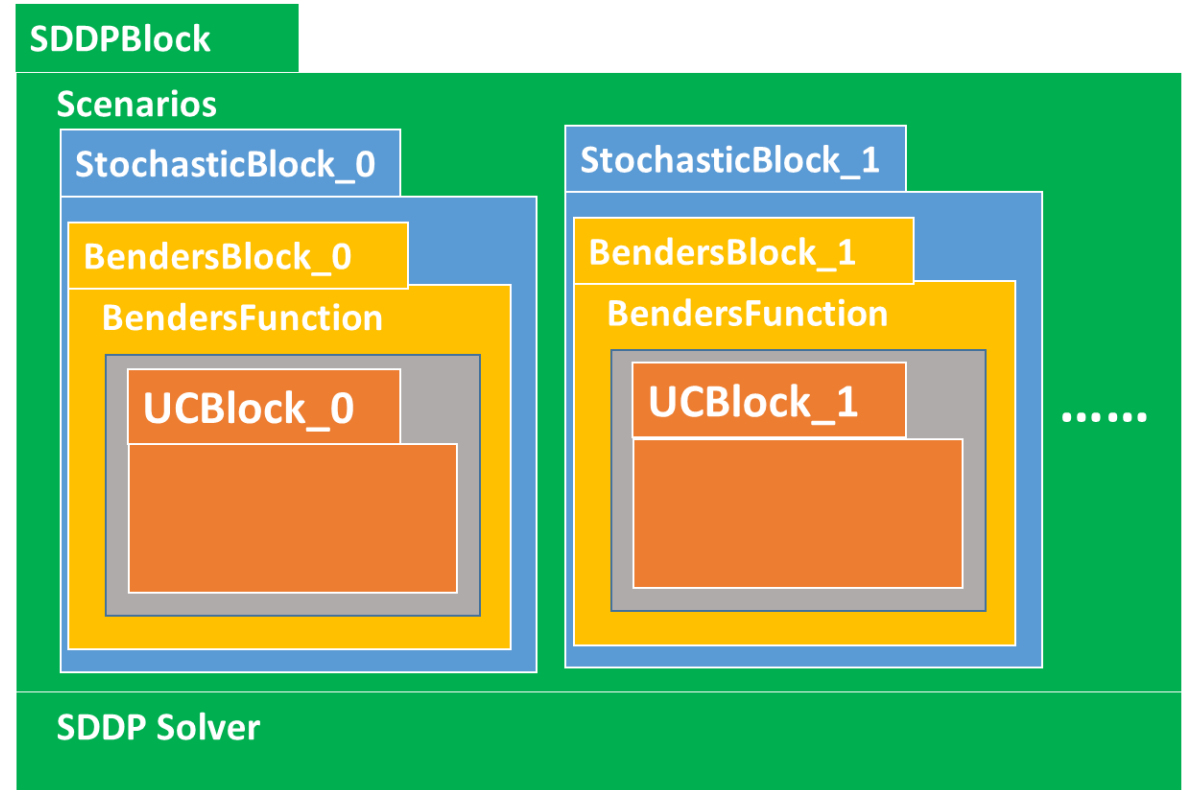 SDDPBlock
Scenarios
StochasticBlock_0
BendersBlock_0
BendersFunction
UCBlock_0
StochasticBlock_1
BendersBlock_1
BendersFunction
UCBlock_1
......
SDDP Solver